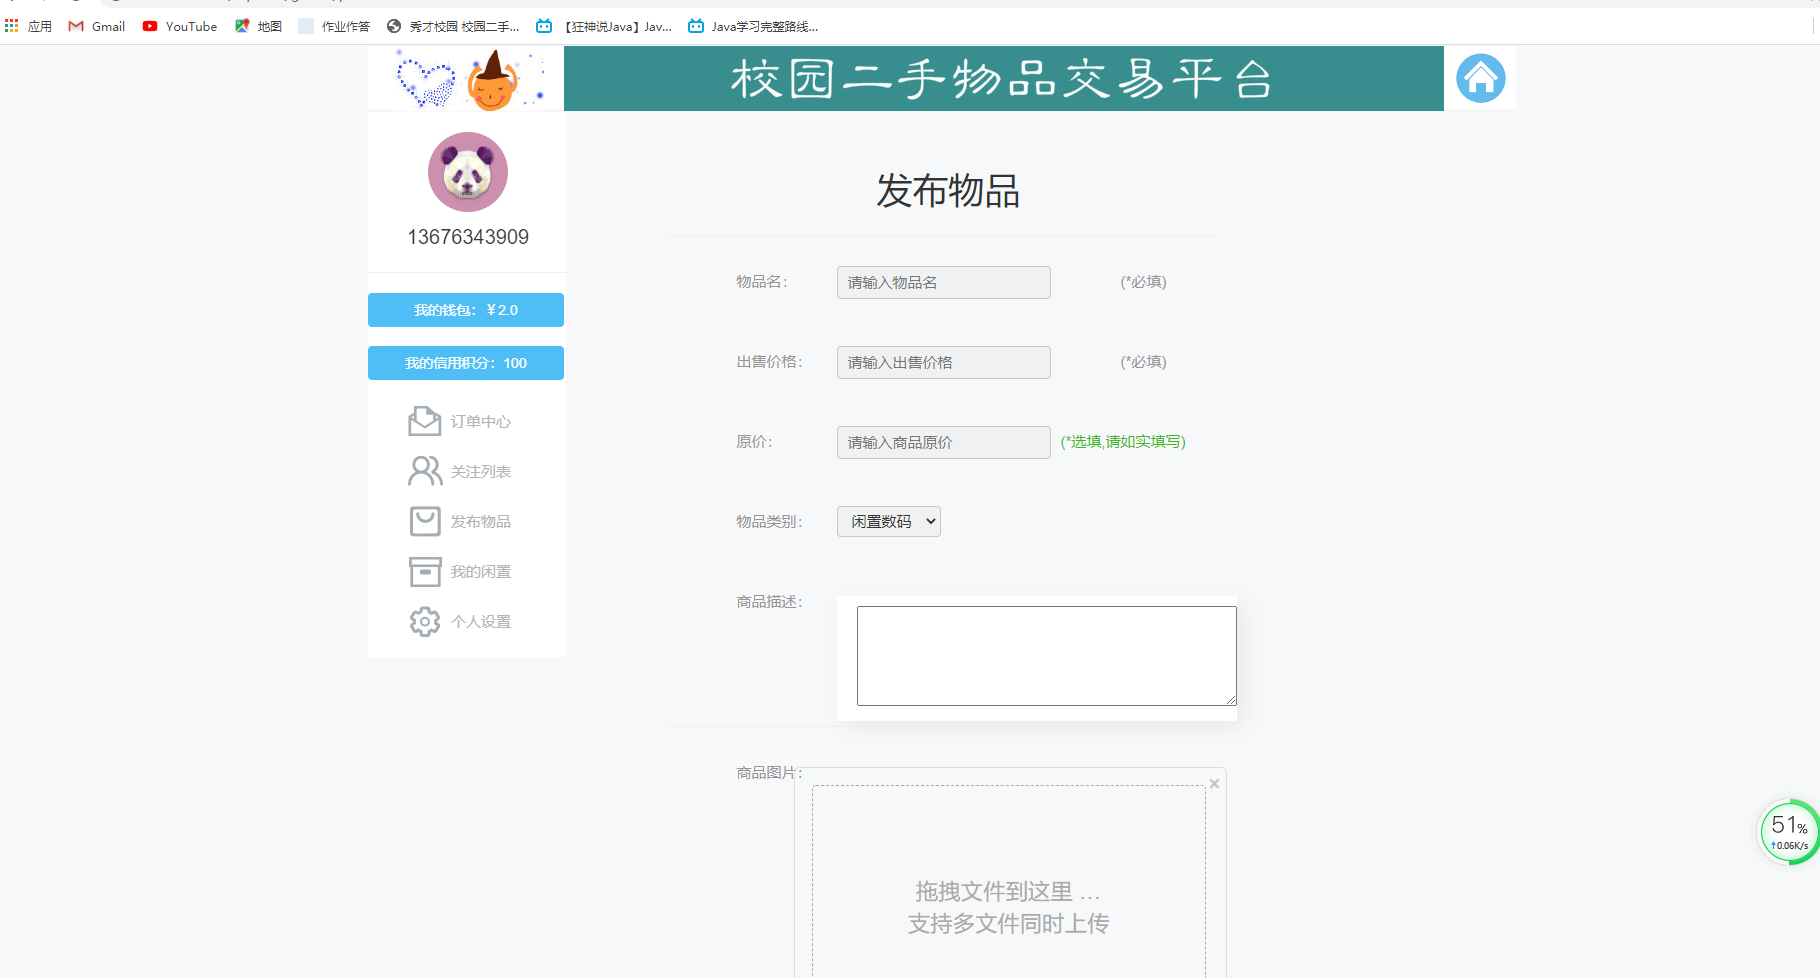 应用 Gmail YouTube 地图 作业作答 秀才校园 校园二手... 【狂神说Java】Jav... Java学习完整路线...
校园二手物品交易平台
13676343909
我的钱包：￥2.0
我的信用积分：100
订单中心
关注列表
发布物品
我的闲置
个人设置
发布物品
物品名： 请输入物品名 (*必填)
出售价格： 请输入出售价格 (*必填)
原价： 请输入商品原价 (*选填,请如实填写)
物品类别： 闲置数码
商品描述：
商品图片：
×
拖拽文件到这里 …
支持多文件同时上传
51%
↑0.06K/s